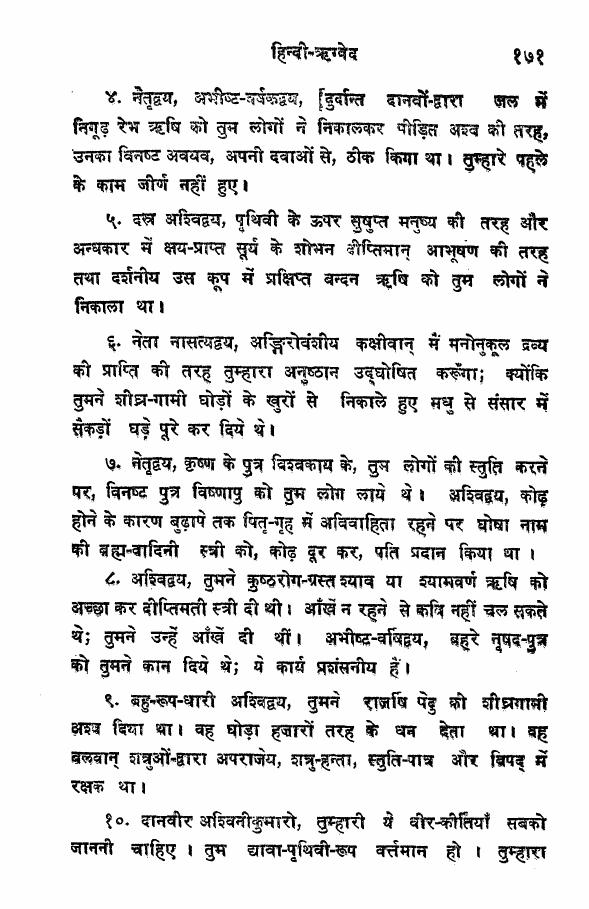 हिन्दी-ऋग्वेद १७१
४. नेतृद्वय, अभीष्ट-वर्षकद्वय, दुर्दान्त दानवों-द्वारा जल में
निगूढ़ रेभ ऋषि को तुम लोगों ने निकालकर पीड़ित अश्व की तरह,
उनका विनष्ट अवयव, अपनी दवाओं से, ठीक किया था। तुम्हारे पहले
के काम जीर्ण नहीं हुए।
५. दस्र अश्विद्वय, पृथिवी के ऊपर सुषुप्त मनुष्य की तरह और
अन्धकार में क्षय-प्राप्त सूर्य के शोभन दीप्तिमान् आभूषण की तरह
तथा दर्शनीय उस कूप में प्रक्षिप्त बन्दन ऋषि को तुम लोगों ने
निकाला था।
६. नेता नासत्यद्वय, अङ्गिरोवंशीय कक्षीवान् मैं मनोनुकूल द्रव्य
की प्राप्ति की तरह तुम्हारा अनुष्ठान उद्घोषित करूँगा; क्योंकि
तुमने शीघ्र-गामी घोड़ों के खुरों से निकाले हुए मधु से संसार में
सैकड़ों घड़े पूरे कर दिये थे।
७. नेतृद्वय, कृष्ण के पुत्र विश्वकाय के, तुम लोगों की स्तुति करने
पर, विनष्ट पुत्र विष्णापु को तुम लोग लाये थे। अश्विद्वय, कोढ़
होने के कारण बुढ़ापे तक पितृ-गृह में अविवाहिता रहने पर घोषा नाम
की ब्रह्म-वादिनी स्त्री को, कोढ़ दूर कर, पति प्रदान किया था ।
८. अश्विद्वय, तुमने कुष्ठरोग-ग्रस्त श्याव या श्यामवर्ण ऋषि को
अच्छा कर दीप्तिमती स्त्री दी थी। आँखें न रहने से कवि नहीं चल सकते
थे; तुमने उन्हें आँखें दी थीं। अभीष्ट-वर्षिद्वय, बहरे नृषद-पुत्र
को तुमने कान दिये थे; ये कार्य प्रशंसनीय हैं।
९. बहु-रूप-धारी अश्विद्वय, तुमने राजर्षि पेदु को शीघ्रगामी
अश्व दिया था। वह घोड़ा हजारों तरह के धन देता था। वह
बलवान् शत्रुओं-द्वारा अपराजेय, शत्रु-हन्ता, स्तुति-पात्र और विपद् में
रक्षक था।
१०. दानवीर अश्विनीकुमारो, तुम्हारी ये वीर-कीर्तियाँ सबको
जाननी चाहिए । तुम द्यावा-पृथिवी-रूप वर्त्तमान हो । तुम्हारा